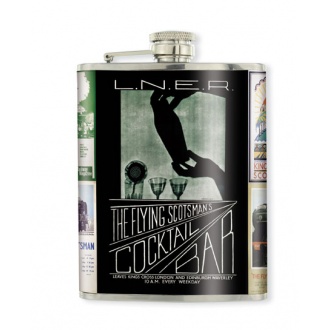 L.N.E.R.
THE FLYING SCOTSMAN'S
COCKTAIL
BAR
LEAVES KINGS CROSS LONDON AND EDINBURGH WAVERLEY
10 A.M. EVERY WEEKDAY